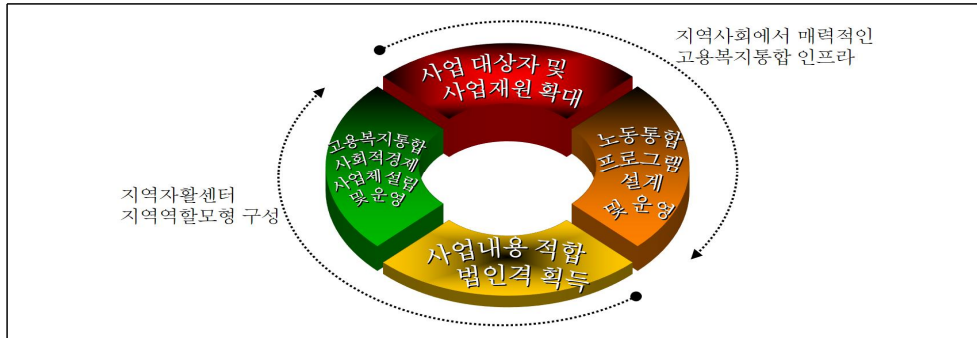 지역사회에서 매력적인
고용복지통합 인프라
사업 대상자 및
사업재원 확대
노동통합
프로그램
설계
및 운영
고용복지통합
사회적경제
사업체 설립
및 운영
지역자활센터
지역역할모형 구성
사업내용 적합
법인격 획득